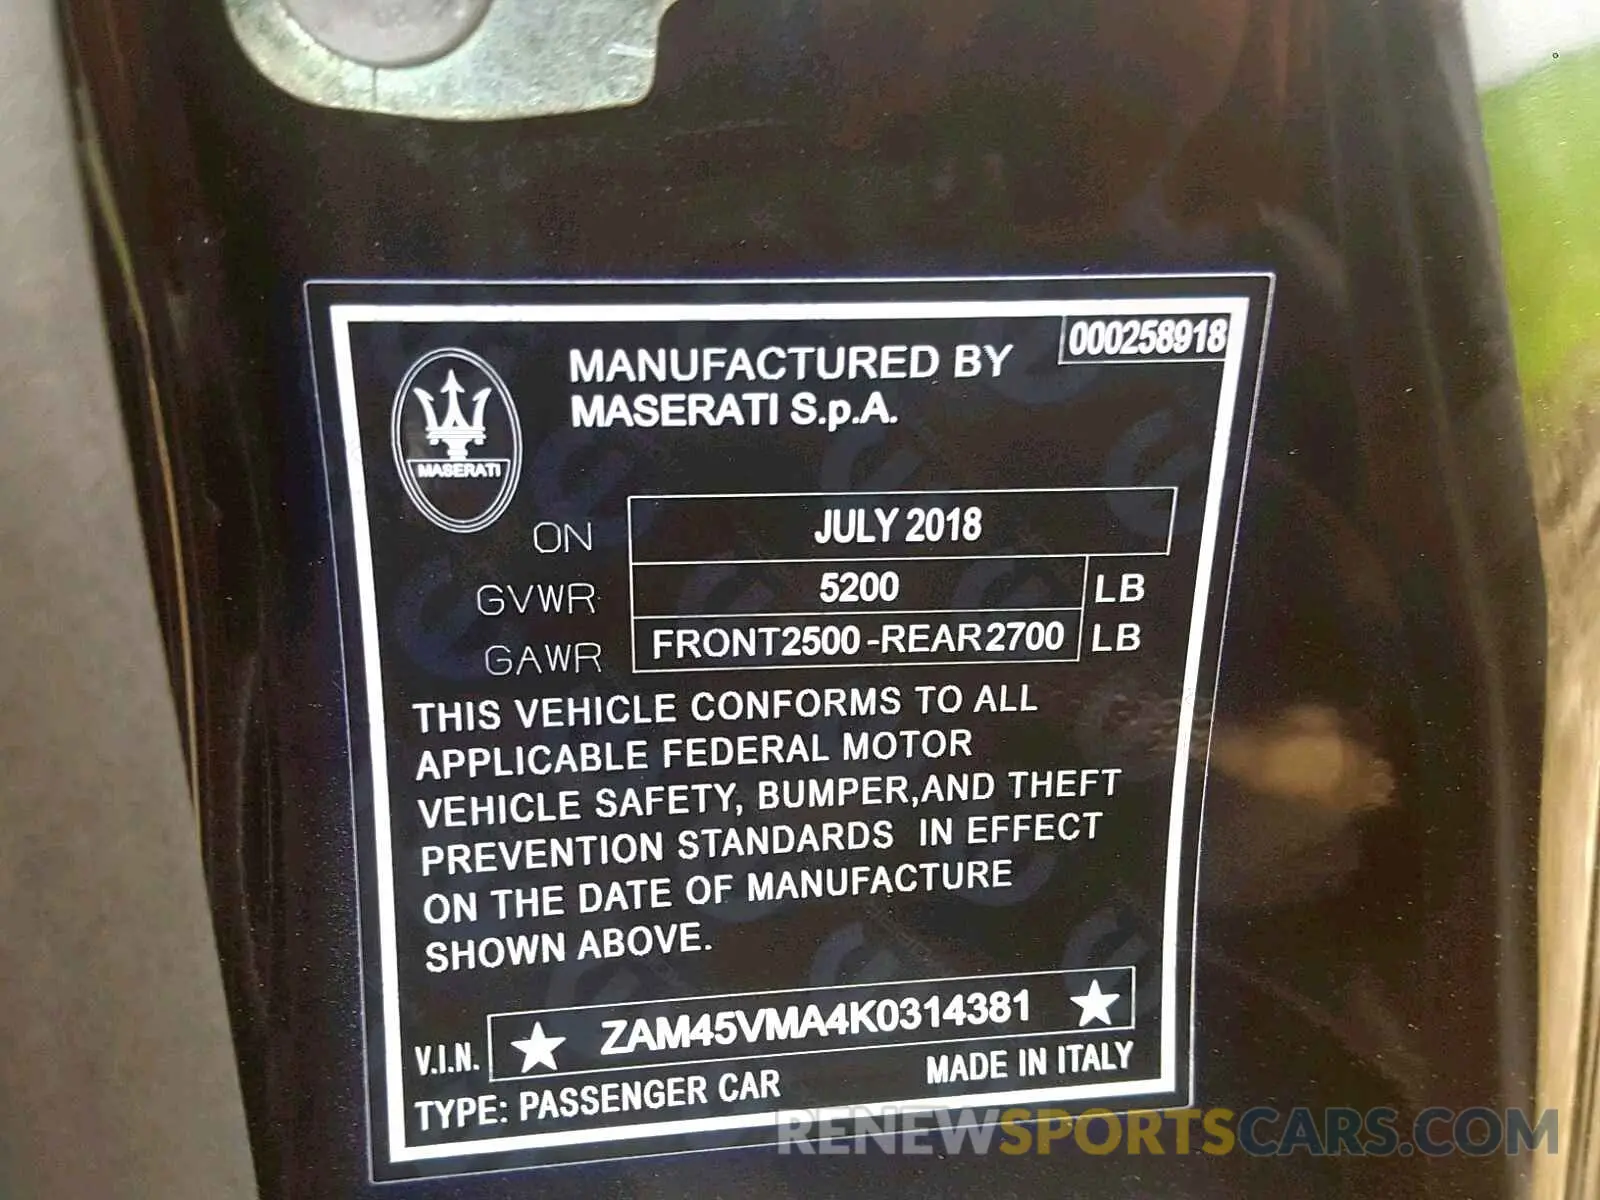 000258918
MANUFACTURED BY
MASERATI S.p.A.
MASERATI
ON JULY 2018
GVWR 5200 LB
GAWR FRONT2500-REAR2700 LB
THIS VEHICLE CONFORMS TO ALL
APPLICABLE FEDERAL MOTOR
VEHICLE SAFETY, BUMPER,AND THEFT
PREVENTION STANDARDS IN EFFECT
ON THE DATE OF MANUFACTURE
SHOWN ABOVE.
V.I.N. ★ ZAM45VMA4K0314381 ★
TYPE: PASSENGER CAR MADE IN ITALY
RENEWSPORTSCARS.COM